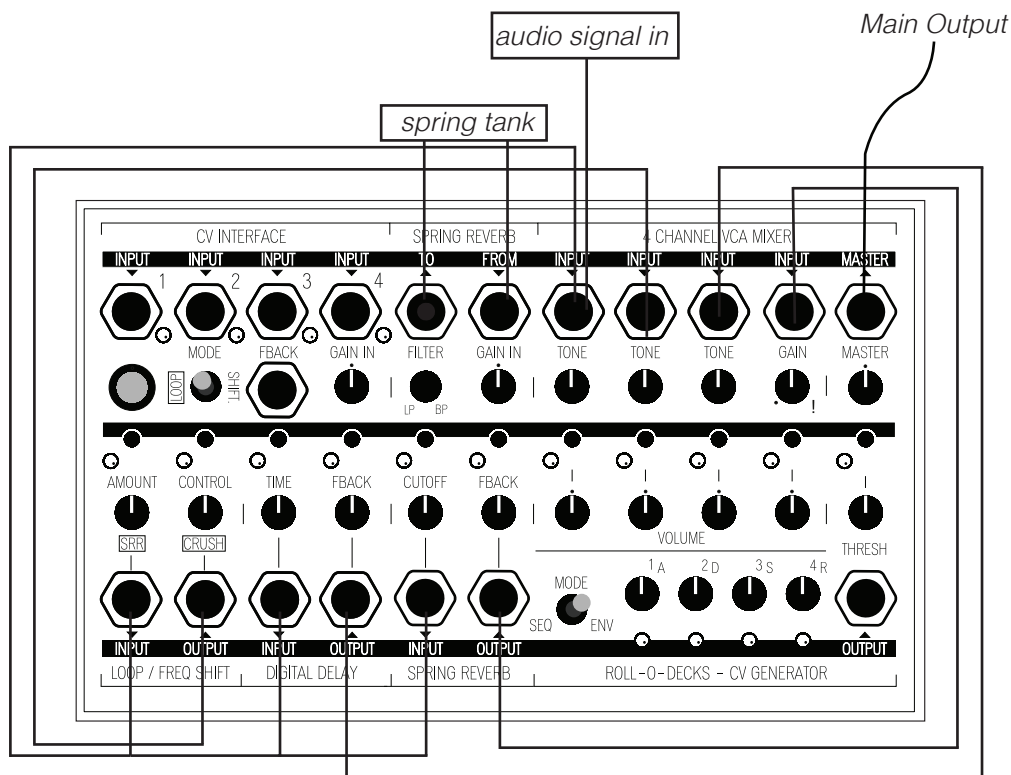 Main Output
audio signal in
spring tank
CV INTERFACE SPRING REVERB 4 CHANNEL VCA MIXER
INPUT INPUT INPUT INPUT TO FROM INPUT INPUT INPUT INPUT MASTER
1 2 3 4
MODE FBACK GAIN IN FILTER GAIN IN TONE TONE TONE GAIN MASTER
LOOP SHIFT.
LP BP !
AMOUNT CONTROL TIME FBACK CUTOFF FBACK
SRR CRUSH VOLUME THRESH
1 A 2 D 3 S 4 R
MODE
SEQ ENV
INPUT OUTPUT INPUT OUTPUT INPUT OUTPUT OUTPUT
LOOP / FREQ SHIFT DIGITAL DELAY SPRING REVERB ROLL-O-DECKS - CV GENERATOR